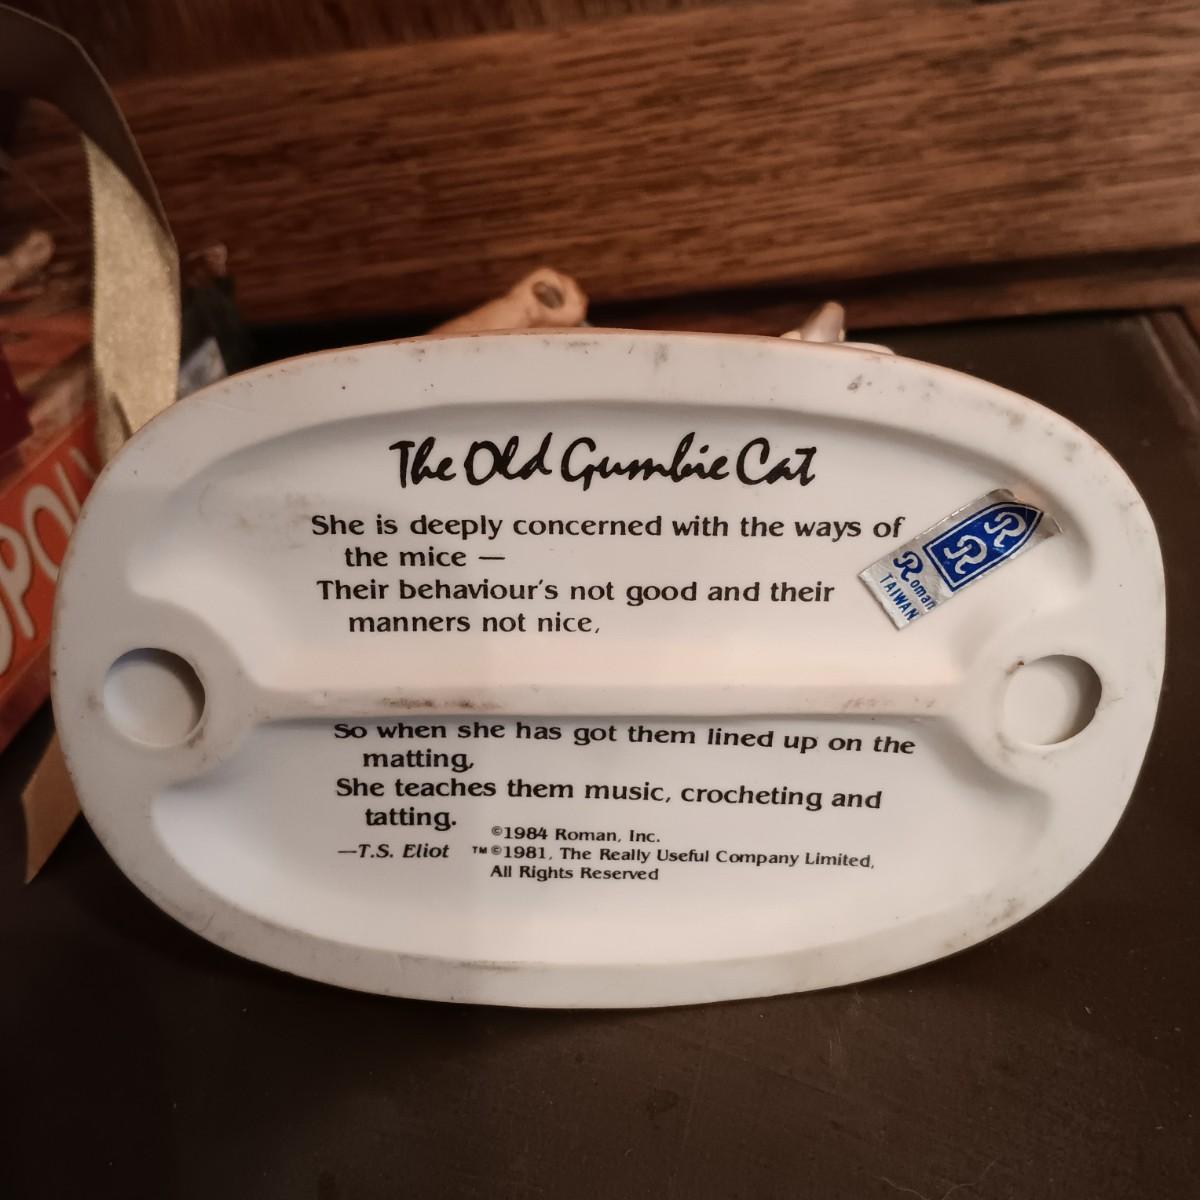 The Old Gumbie Cat
She is deeply concerned with the ways of
the mice —
Their behaviour's not good and their
manners not nice,
So when she has got them lined up on the
matting,
She teaches them music, crocheting and
tatting.
—T.S. Eliot
©1984 Roman, Inc.
™©1981, The Really Useful Company Limited,
All Rights Reserved
R
R
Roman
TAIWAN